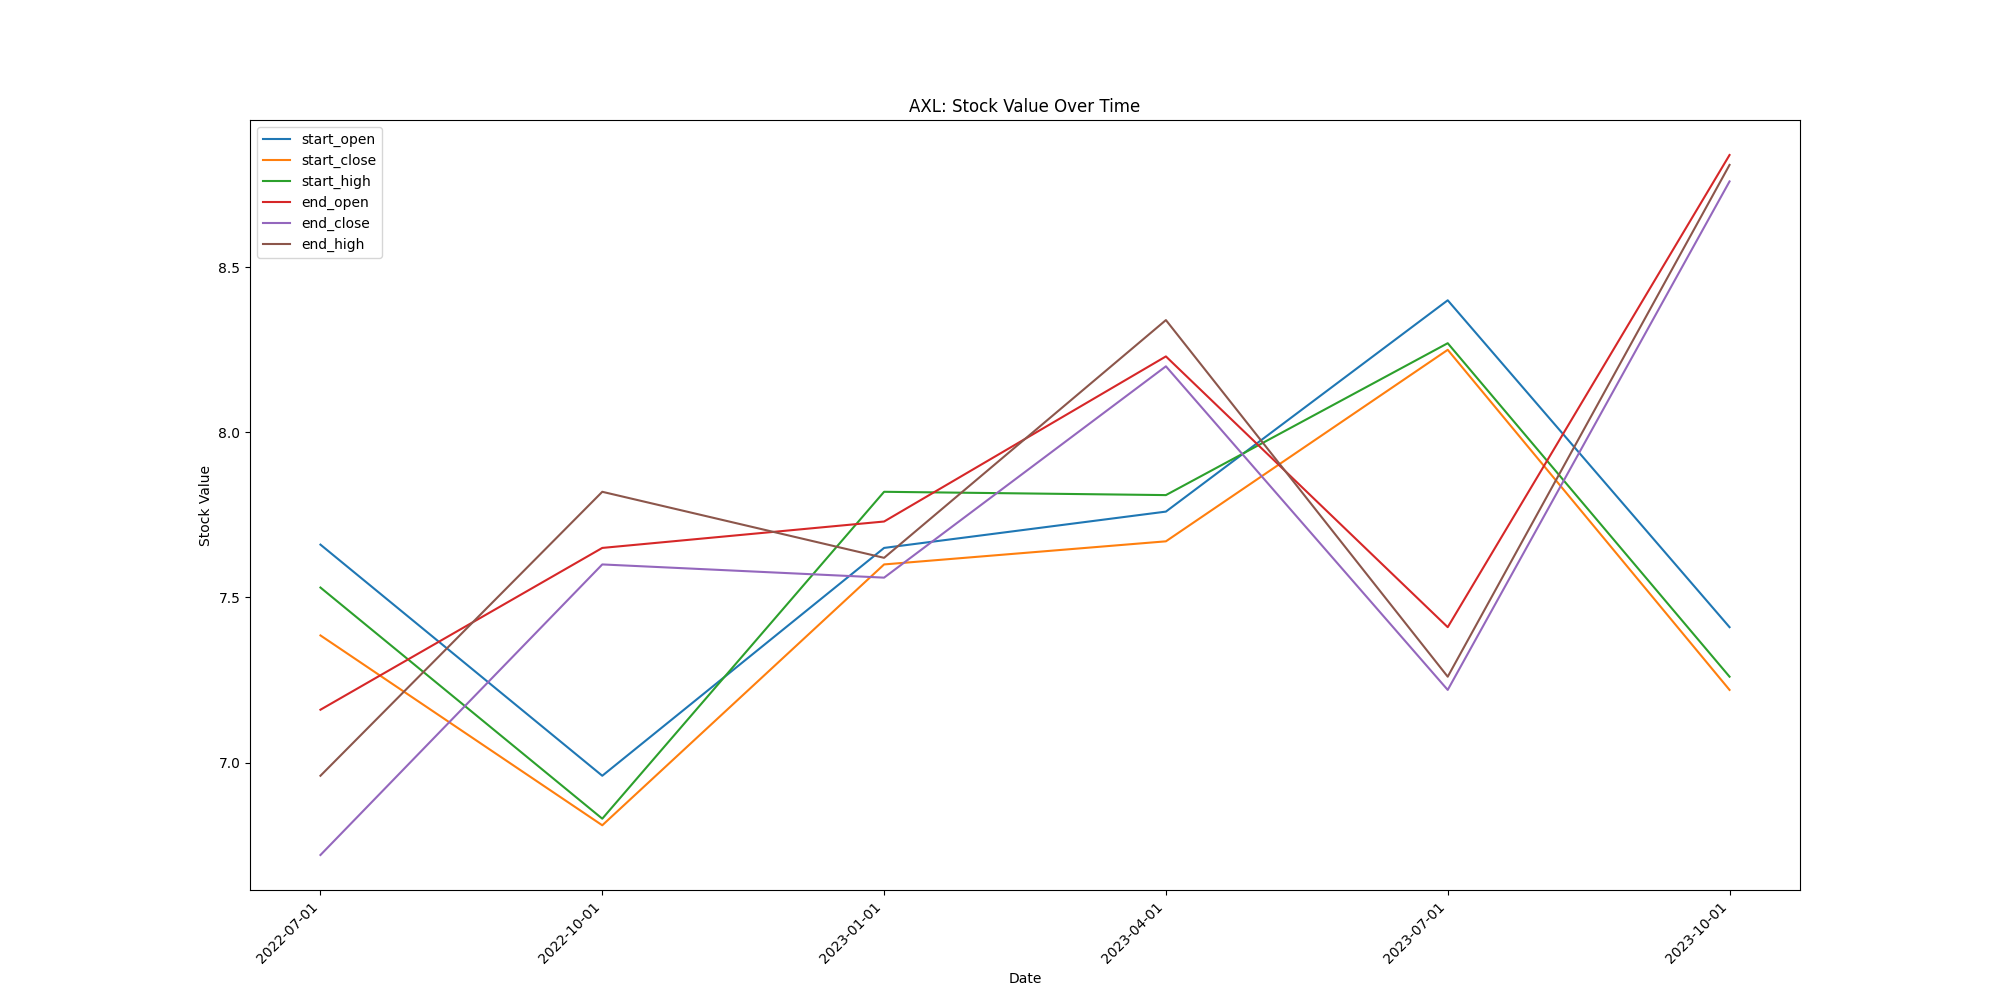 AXL: Stock Value Over Time
start_open
start_close
start_high
end_open
end_close
end_high
Stock Value
8.5
8.0
7.5
7.0
2022-07-01
2022-10-01
2023-01-01
2023-04-01
2023-07-01
2023-10-01
Date